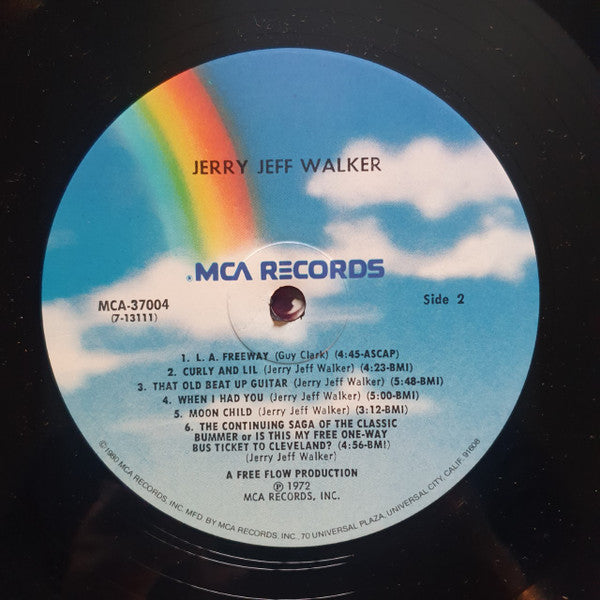 JERRY JEFF WALKER
® MCA RECORDS
MCA-37004
(7-13111)
Side 2
1. L. A. FREEWAY (Guy Clark) (4:45-ASCAP)
2. CURLY AND LIL (Jerry Jeff Walker) (4:23-BMI)
3. THAT OLD BEAT UP GUITAR (Jerry Jeff Walker) (5:48-BMI)
4. WHEN I HAD YOU (Jerry Jeff Walker) (5:00-BMI)
5. MOON CHILD (Jerry Jeff Walker) (3:12-BMI)
6. THE CONTINUING SAGA OF THE CLASSIC
BUMMER or IS THIS MY FREE ONE-WAY
BUS TICKET TO CLEVELAND? (4:56-BMI)
(Jerry Jeff Walker)
A FREE FLOW PRODUCTION
℗ 1972
MCA RECORDS, INC.
©1980 MCA RECORDS, INC. MFD. BY MCA RECORDS, INC., 70 UNIVERSAL PLAZA, UNIVERSAL CITY, CALIF. 91608